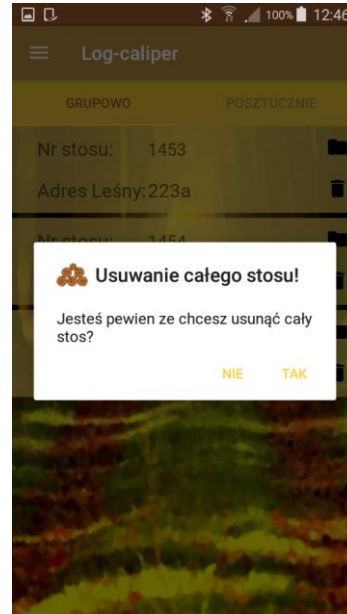 100% 12:46
Log-caliper
GRUPOWO POSZTUCZNIE
Nr stosu: 1453
Adres Leśny: 223a
Nr stosu: 1454
Usuwanie całego stosu!
Jesteś pewien ze chcesz usunąć cały
stos?
NIE TAK